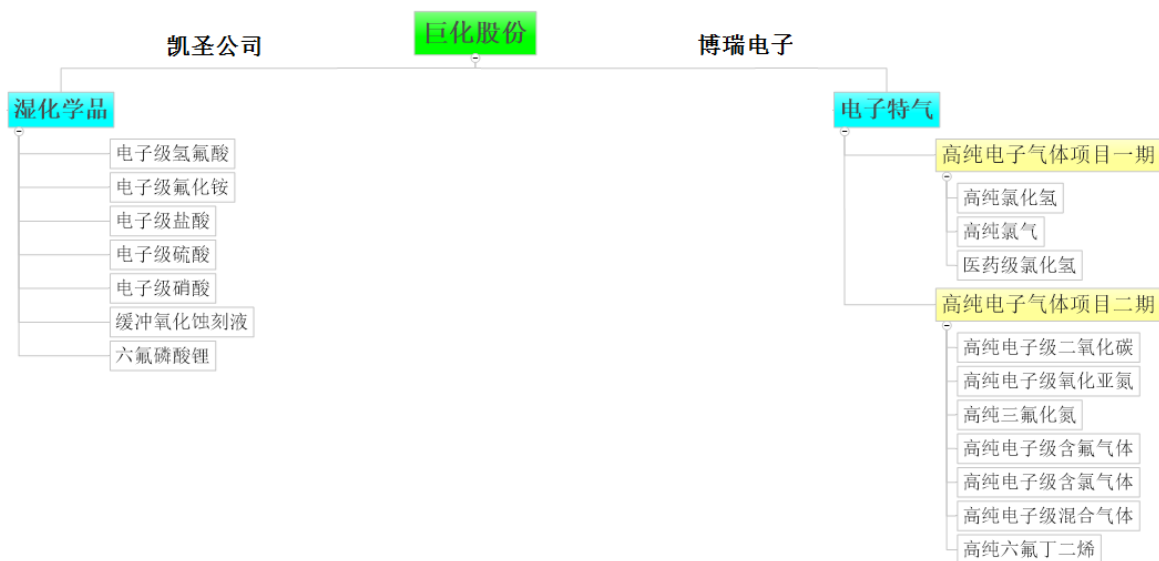 巨化股份
凯圣公司
博瑞电子
湿化学品
电子级氢氟酸
电子级氟化铵
电子级盐酸
电子级硫酸
电子级硝酸
缓冲氧化蚀刻液
六氟磷酸锂
电子特气
高纯电子气体项目一期
高纯氯化氢
高纯氯气
医药级氯化氢
高纯电子气体项目二期
高纯电子级二氧化碳
高纯电子级氧化亚氮
高纯三氟化氮
高纯电子级含氟气体
高纯电子级含氯气体
高纯电子级混合气体
高纯六氟丁二烯